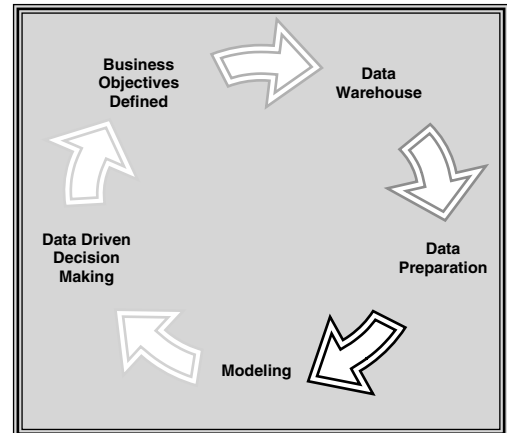 Business
Objectives
Defined
Data
Warehouse
Data
Preparation
Modeling
Data Driven
Decision
Making